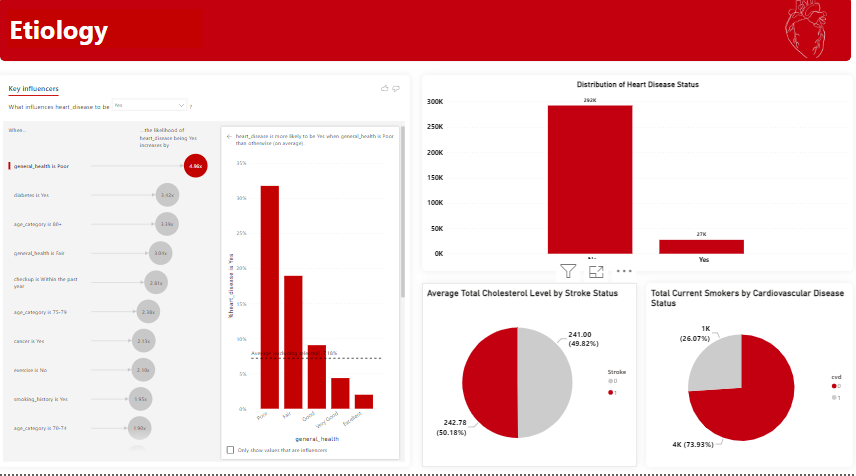 Etiology
Key influencers
What influences heart_disease to be Yes ?
When...
...the likelihood of
heart_disease being Yes
increases by
general_health is Poor
4.96x
diabetes is Yes
3.42x
age_category is 80+
3.39x
general_health is Fair
3.04x
checkup is Within the past
year
2.81x
age_category is 75-79
2.38x
cancer is Yes
2.13x
exercise is No
2.10x
smoking_history is Yes
1.95x
age_category is 70-74
1.90x
heart_disease is more likely to be Yes when general_health is Poor
than otherwise (on average).
%heart_disease is Yes
35%
30%
25%
20%
15%
10%
5%
0%
Average (excluding selected):
Poor
Fair
Good
Very Good
Excellent
general_health
Only show values that are influencers
Distribution of Heart Disease Status
300K
250K
200K
150K
100K
50K
0K
292K
27K
No
Yes
Average Total Cholesterol Level by Stroke Status
241.00
(49.82%)
242.78
(50.18%)
Stroke
0
1
Total Current Smokers by Cardiovascular Disease
Status
1K
(26.07%)
4K (73.93%)
cvd
0
1